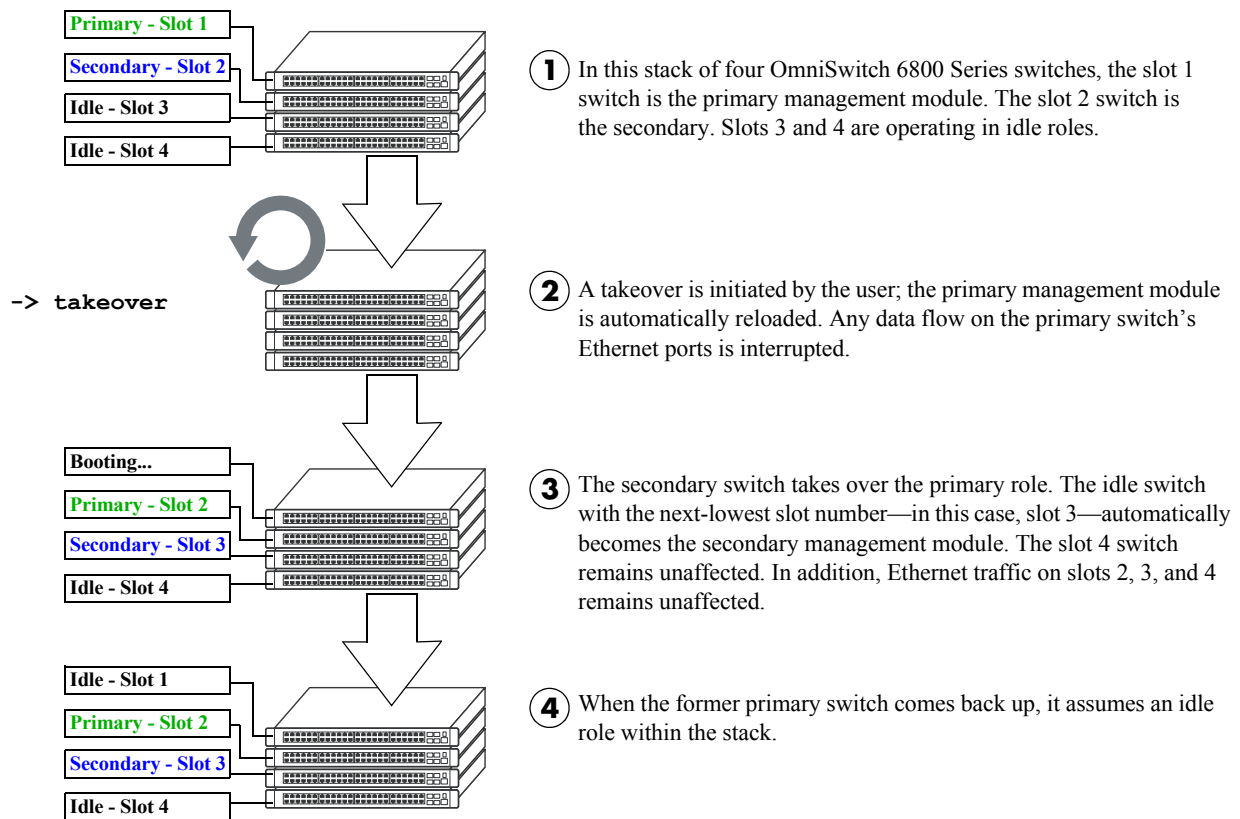 Primary - Slot 1
Secondary - Slot 2
Idle - Slot 3
Idle - Slot 4
1 In this stack of four OmniSwitch 6800 Series switches, the slot 1
switch is the primary management module. The slot 2 switch is
the secondary. Slots 3 and 4 are operating in idle roles.
-> takeover
2 A takeover is initiated by the user; the primary management module
is automatically reloaded. Any data flow on the primary switch’s
Ethernet ports is interrupted.
Booting...
Primary - Slot 2
Secondary - Slot 3
Idle - Slot 4
3 The secondary switch takes over the primary role. The idle switch
with the next-lowest slot number—in this case, slot 3—automatically
becomes the secondary management module. The slot 4 switch
remains unaffected. In addition, Ethernet traffic on slots 2, 3, and 4
remains unaffected.
Idle - Slot 1
Primary - Slot 2
Secondary - Slot 3
Idle - Slot 4
4 When the former primary switch comes back up, it assumes an idle
role within the stack.